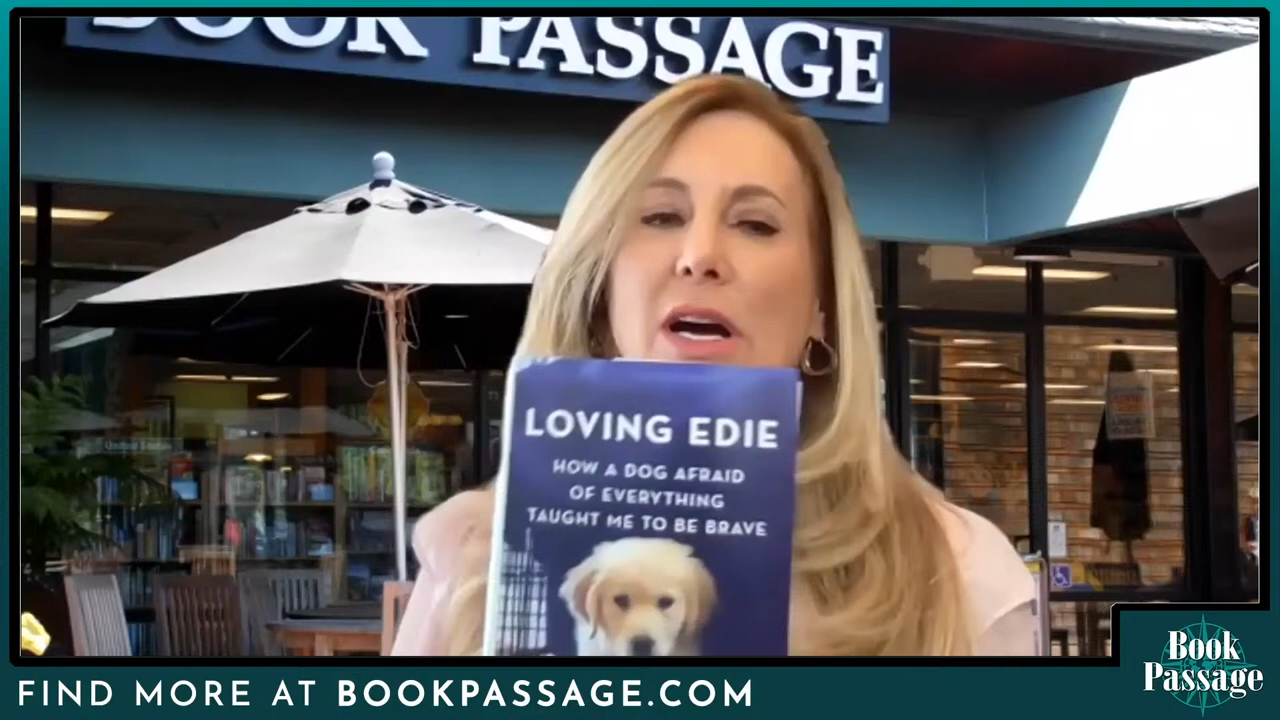 BOOK PASSAGE
LOVING EDIE
HOW A DOG AFRAID
OF EVERYTHING
TAUGHT ME TO BE BRAVE
FIND MORE AT BOOKPASSAGE.COM
Book
Passage